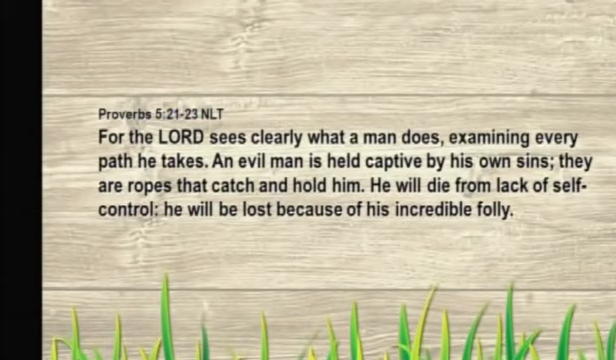 Proverbs 5:21-23 NLT
For the LORD sees clearly what a man does, examining every
path he takes. An evil man is held captive by his own sins; they
are ropes that catch and hold him. He will die from lack of self-
control; he will be lost because of his incredible folly.